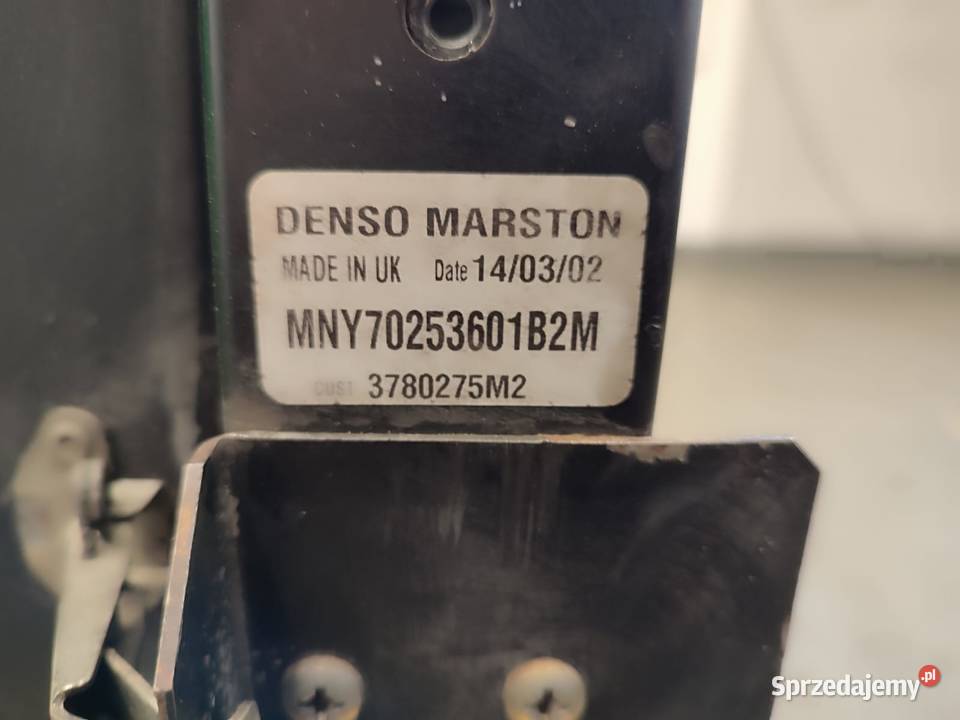 DENSO MARSTON
MADE IN UK Date 14/03/02
MNY70253601B2M
CUST 3780275M2
Sprzedajemy.pl